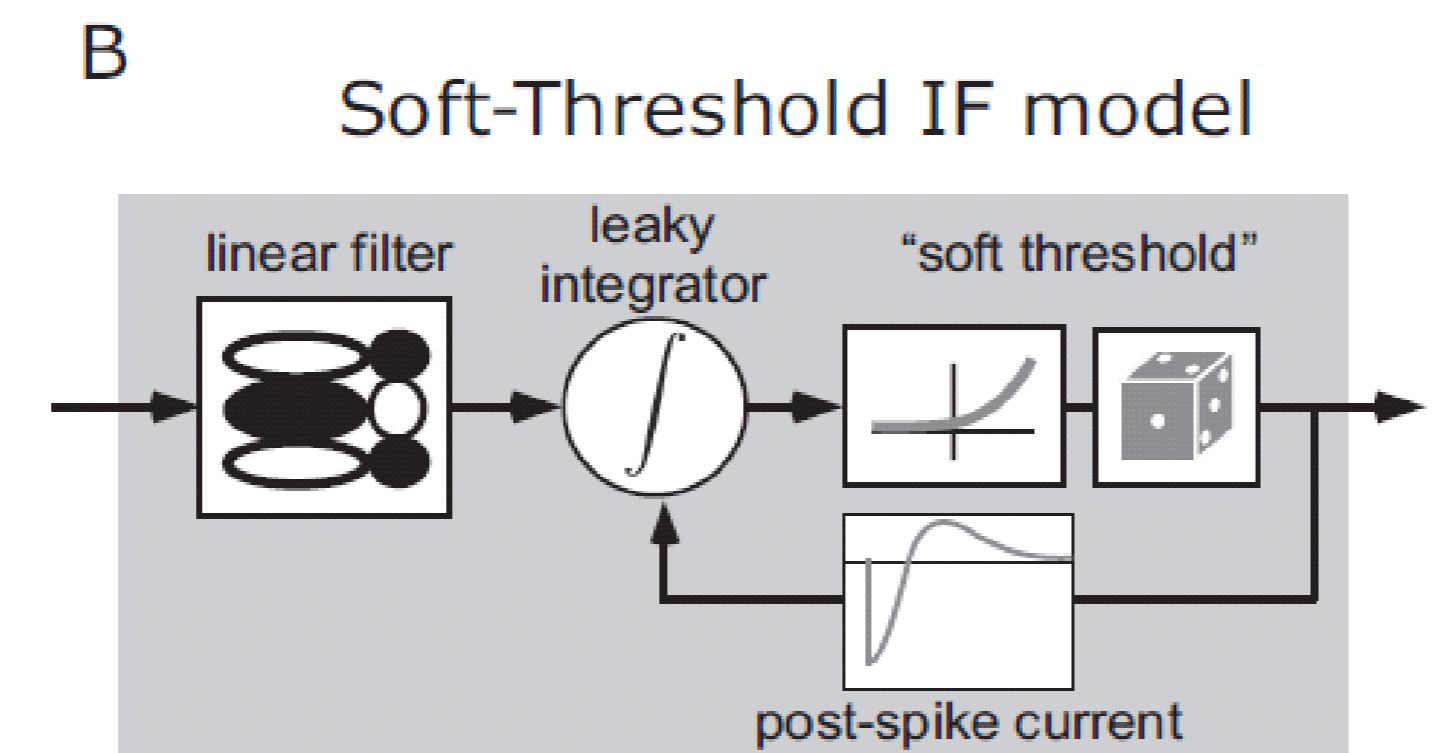 B
Soft-Threshold IF model
linear filter
leaky
integrator
“soft threshold”
∫
post-spike current